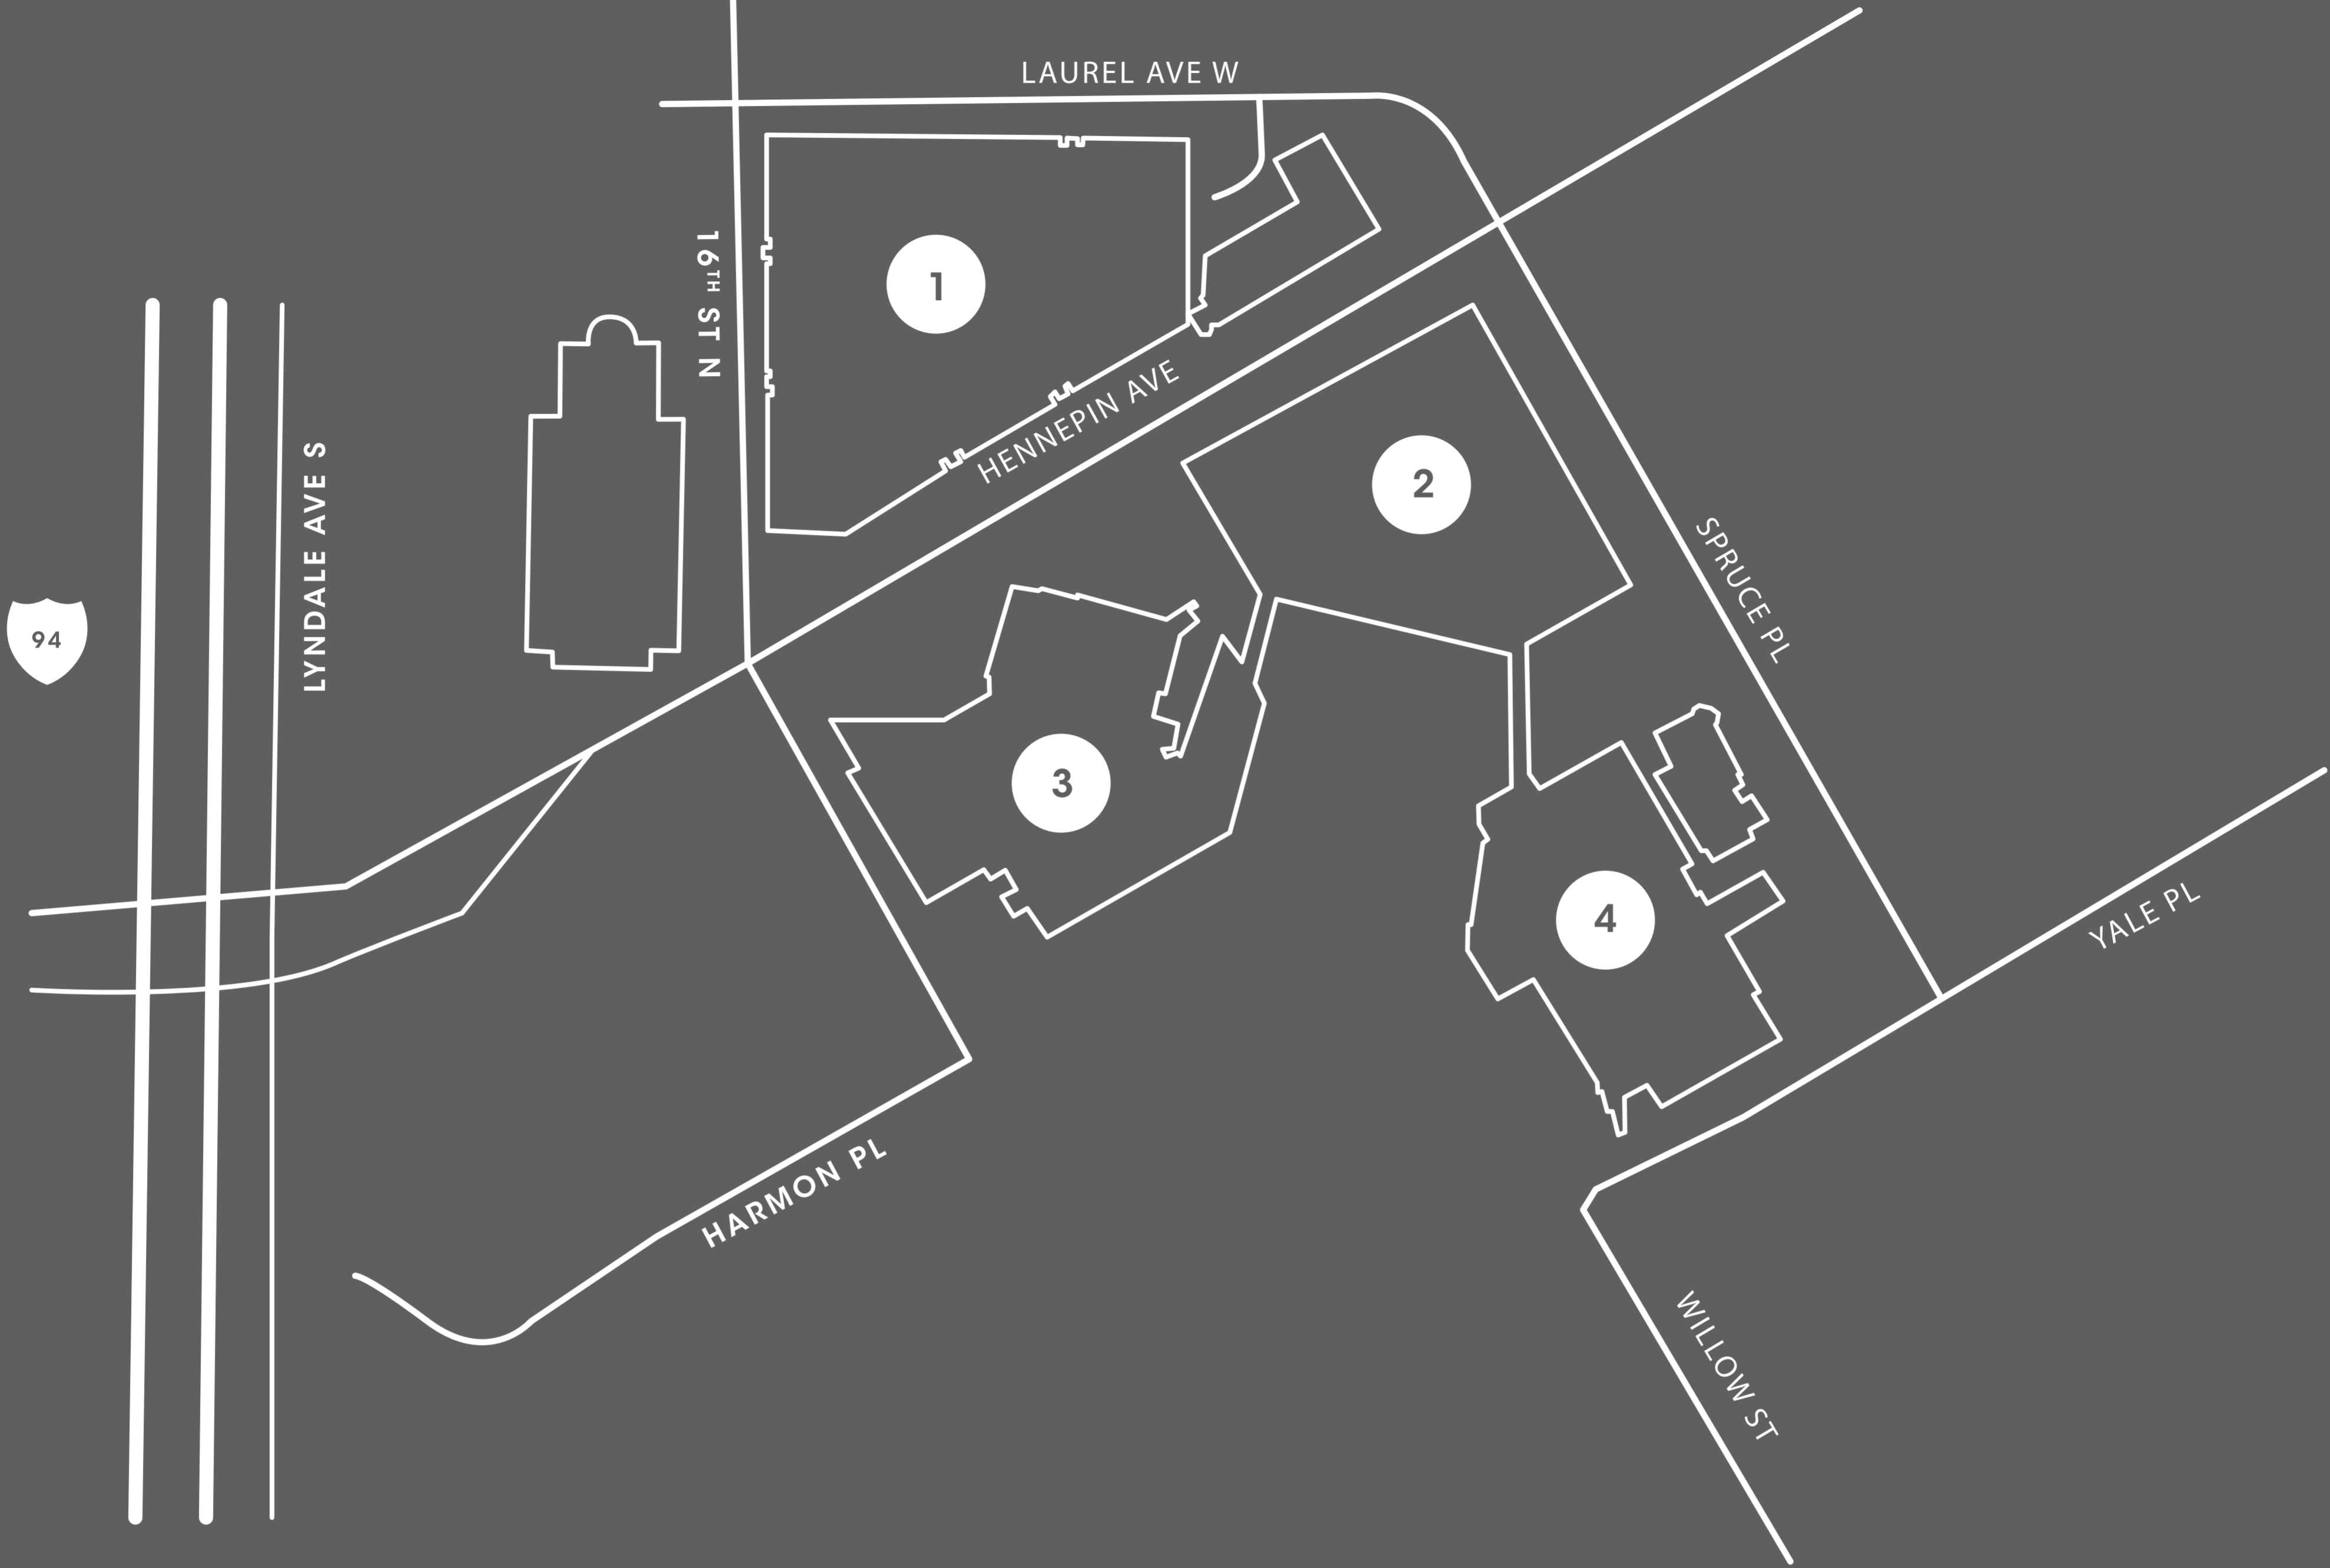 LAUREL AVE W
16TH ST N
1
HENNEPIN AVE
2
LYNDALE AVE S
SPRUCE PL
94
3
4
YALE PL
HARMON PL
WILLOW ST